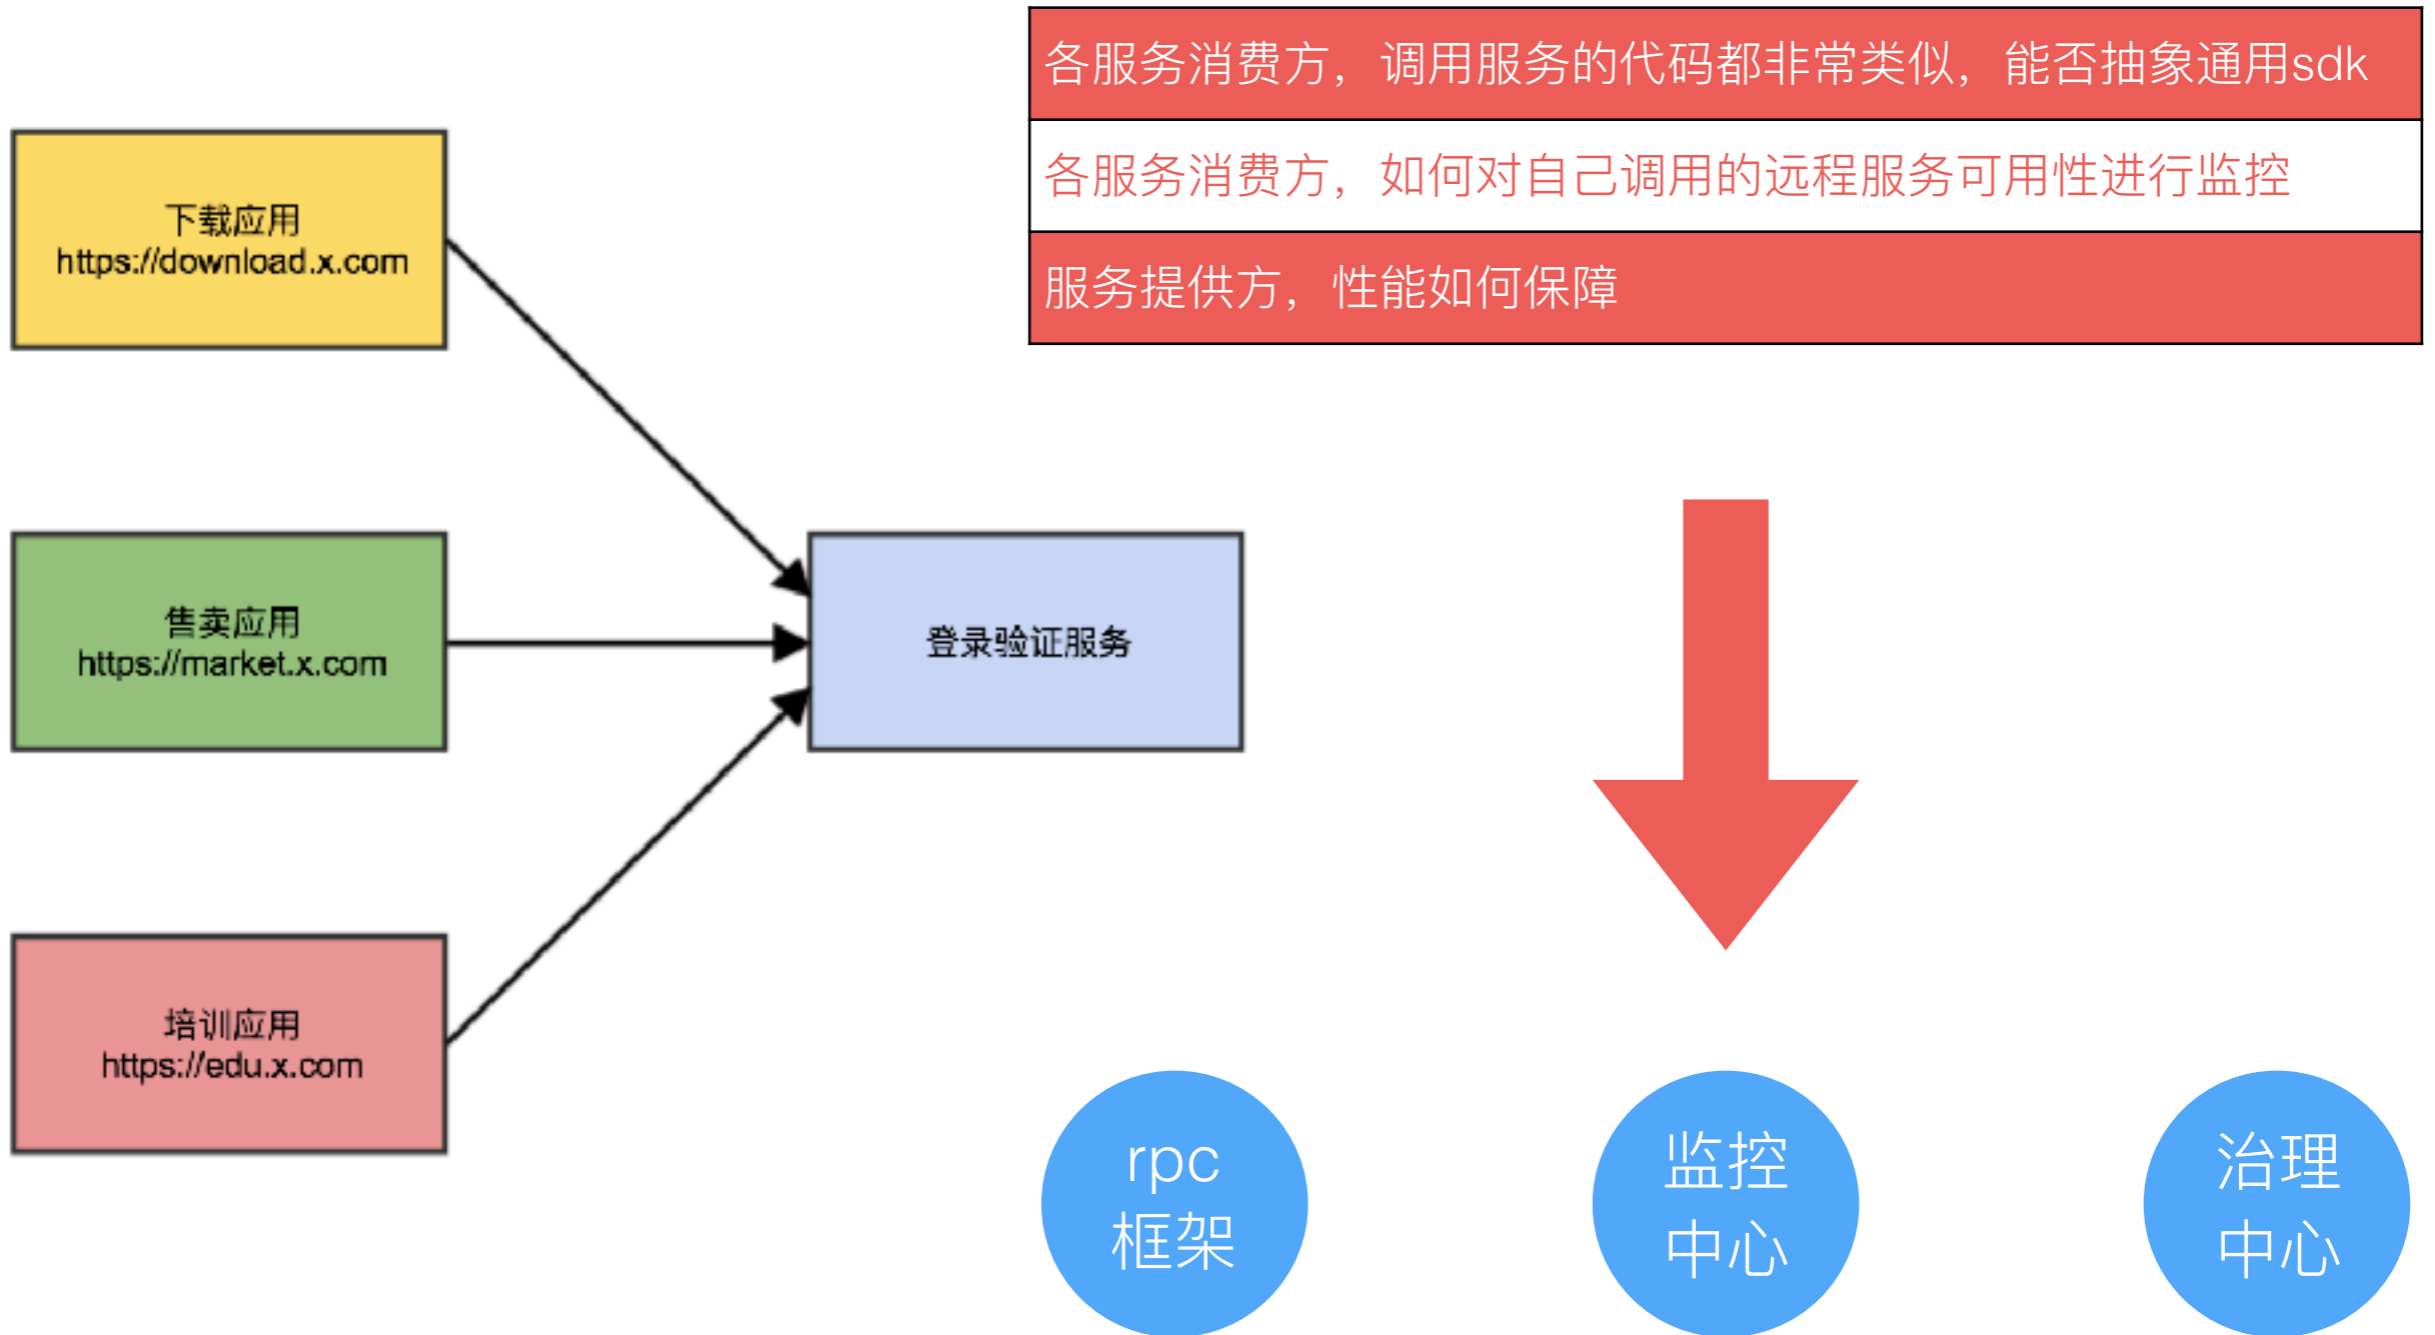 各服务消费方，调用服务的代码都非常类似，能否抽象通用sdk
各服务消费方，如何对自己调用的远程服务可用性进行监控
服务提供方，性能如何保障
下载应用
https://download.x.com
售卖应用
https://market.x.com
登录验证服务
培训应用
https://edu.x.com
rpc
框架
监控
中心
治理
中心